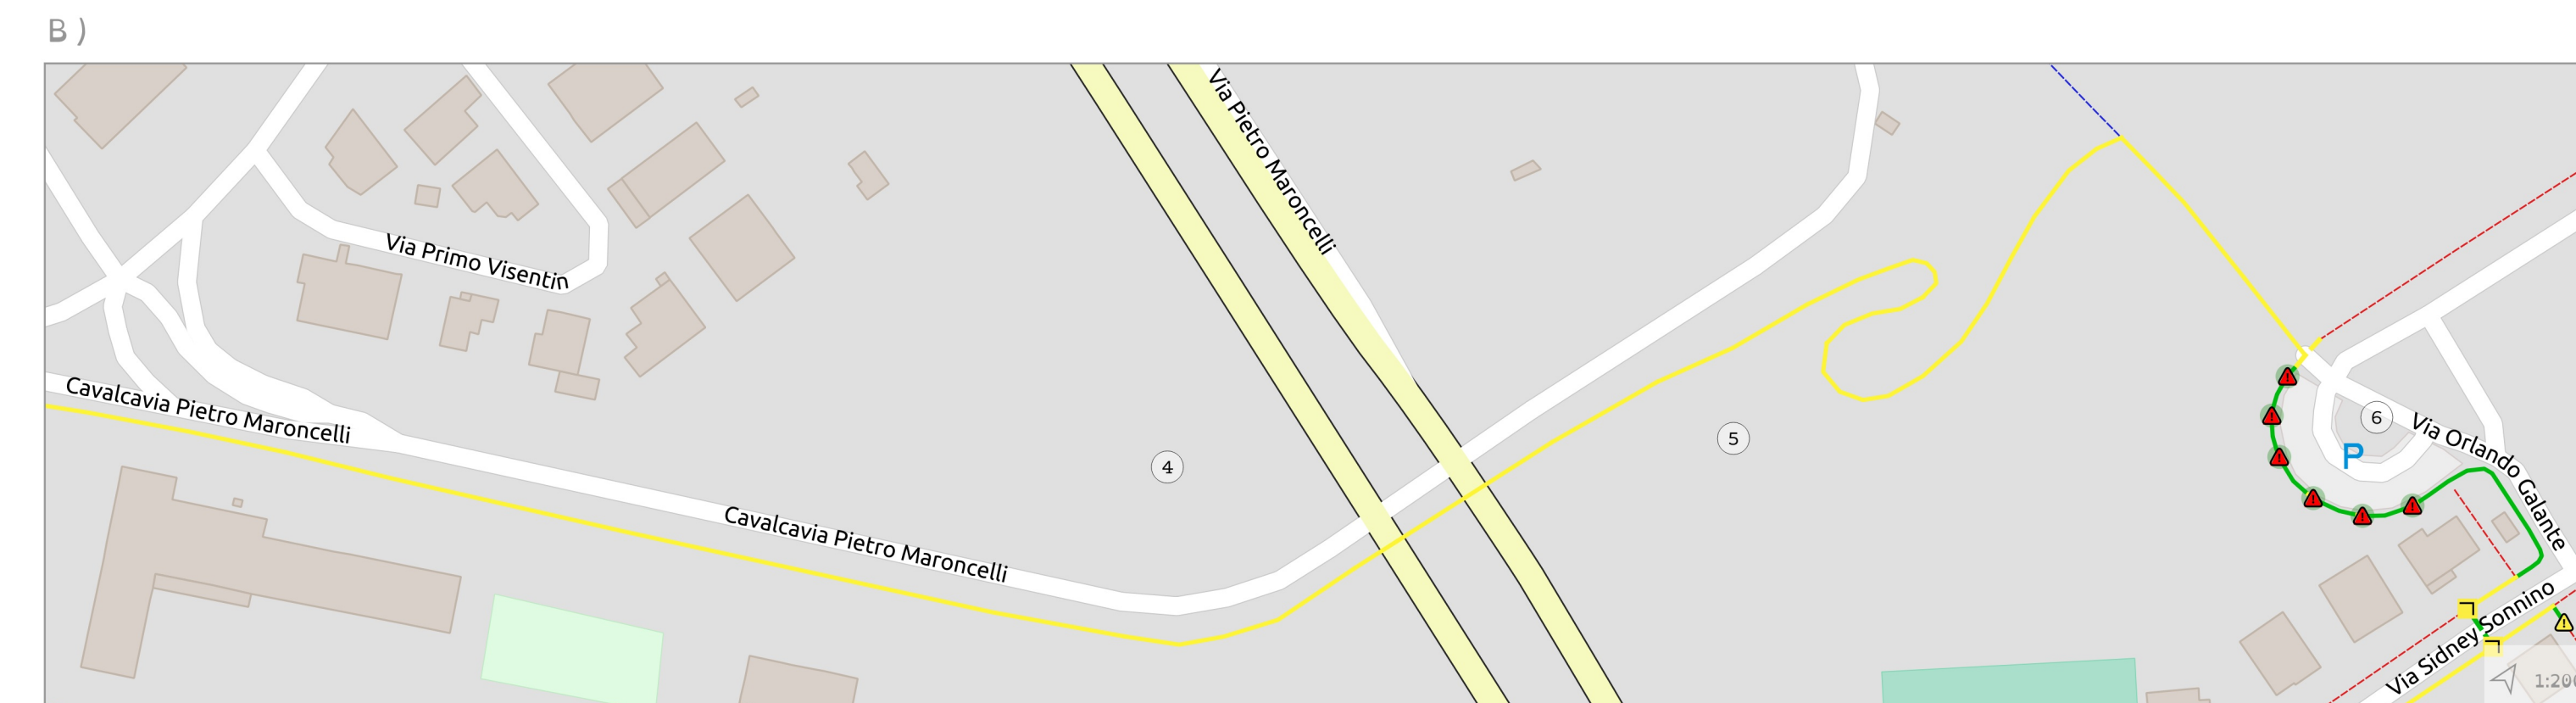 B )
Via Pietro Maroncelli
Via Primo Visentin
Cavalcavia Pietro Maroncelli
Cavalcavia Pietro Maroncelli
4
5
6
P
Via Orlando Galante
Via Sidney Sonnino